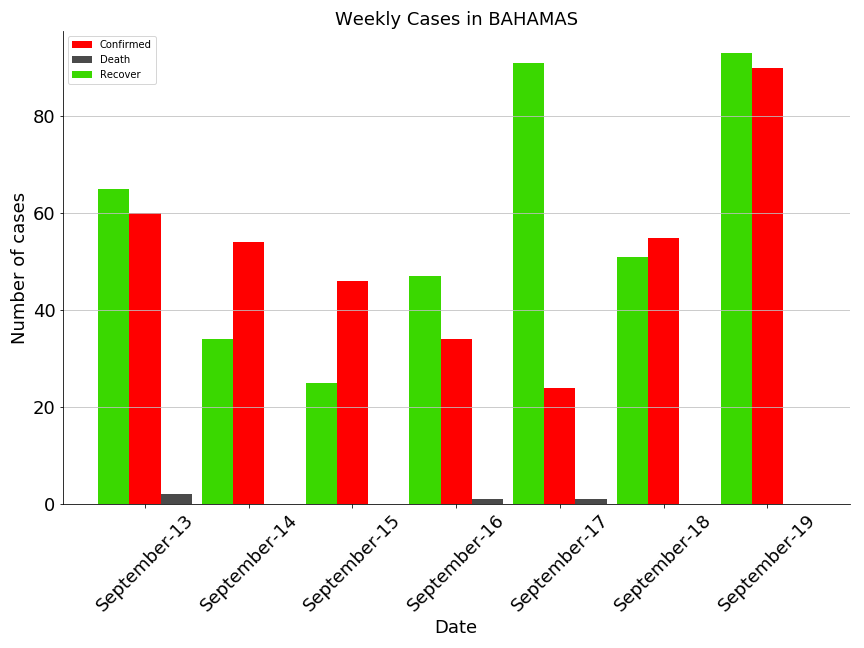 Weekly Cases in BAHAMAS
Confirmed
Death
Recover
Number of cases
80
60
40
20
0
September-13
September-14
September-15
September-16
September-17
September-18
September-19
Date